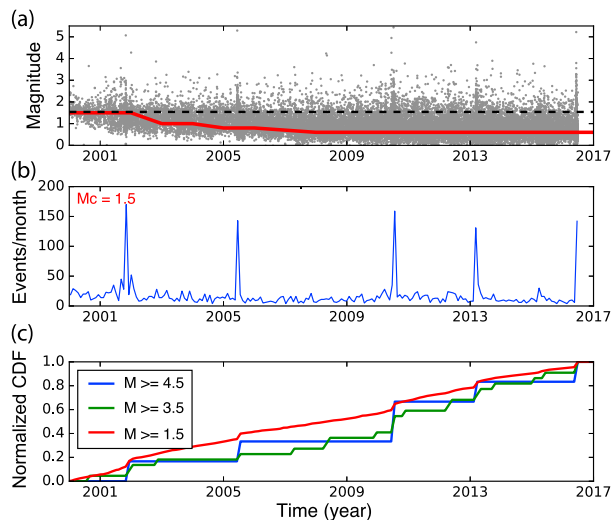 (a)
Magnitude
5
4
3
2
1
0
2001 2005 2009 2013 2017
(b)
Events/month
200
150
100
50
0
Mc = 1.5
2001 2005 2009 2013 2017
(c)
Normalized CDF
1.0
0.8
0.6
0.4
0.2
0.0
M >= 4.5
M >= 3.5
M >= 1.5
2001 2005 2009 2013 2017
Time (year)